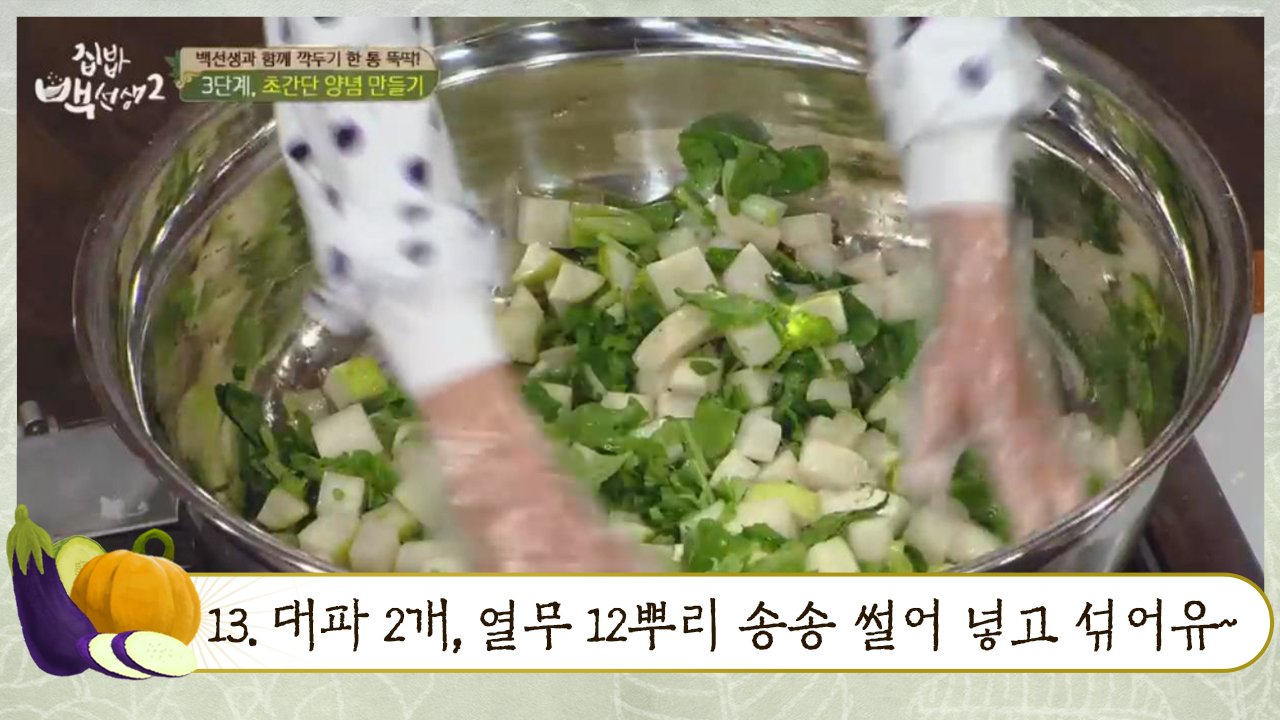 집밥
백선생2
백선생과 함께 깍두기 한 통 뚝딱!
3단계, 초간단 양념 만들기
13. 대파 2개, 열무 12뿌리 송송 썰어 넣고 섞어유~